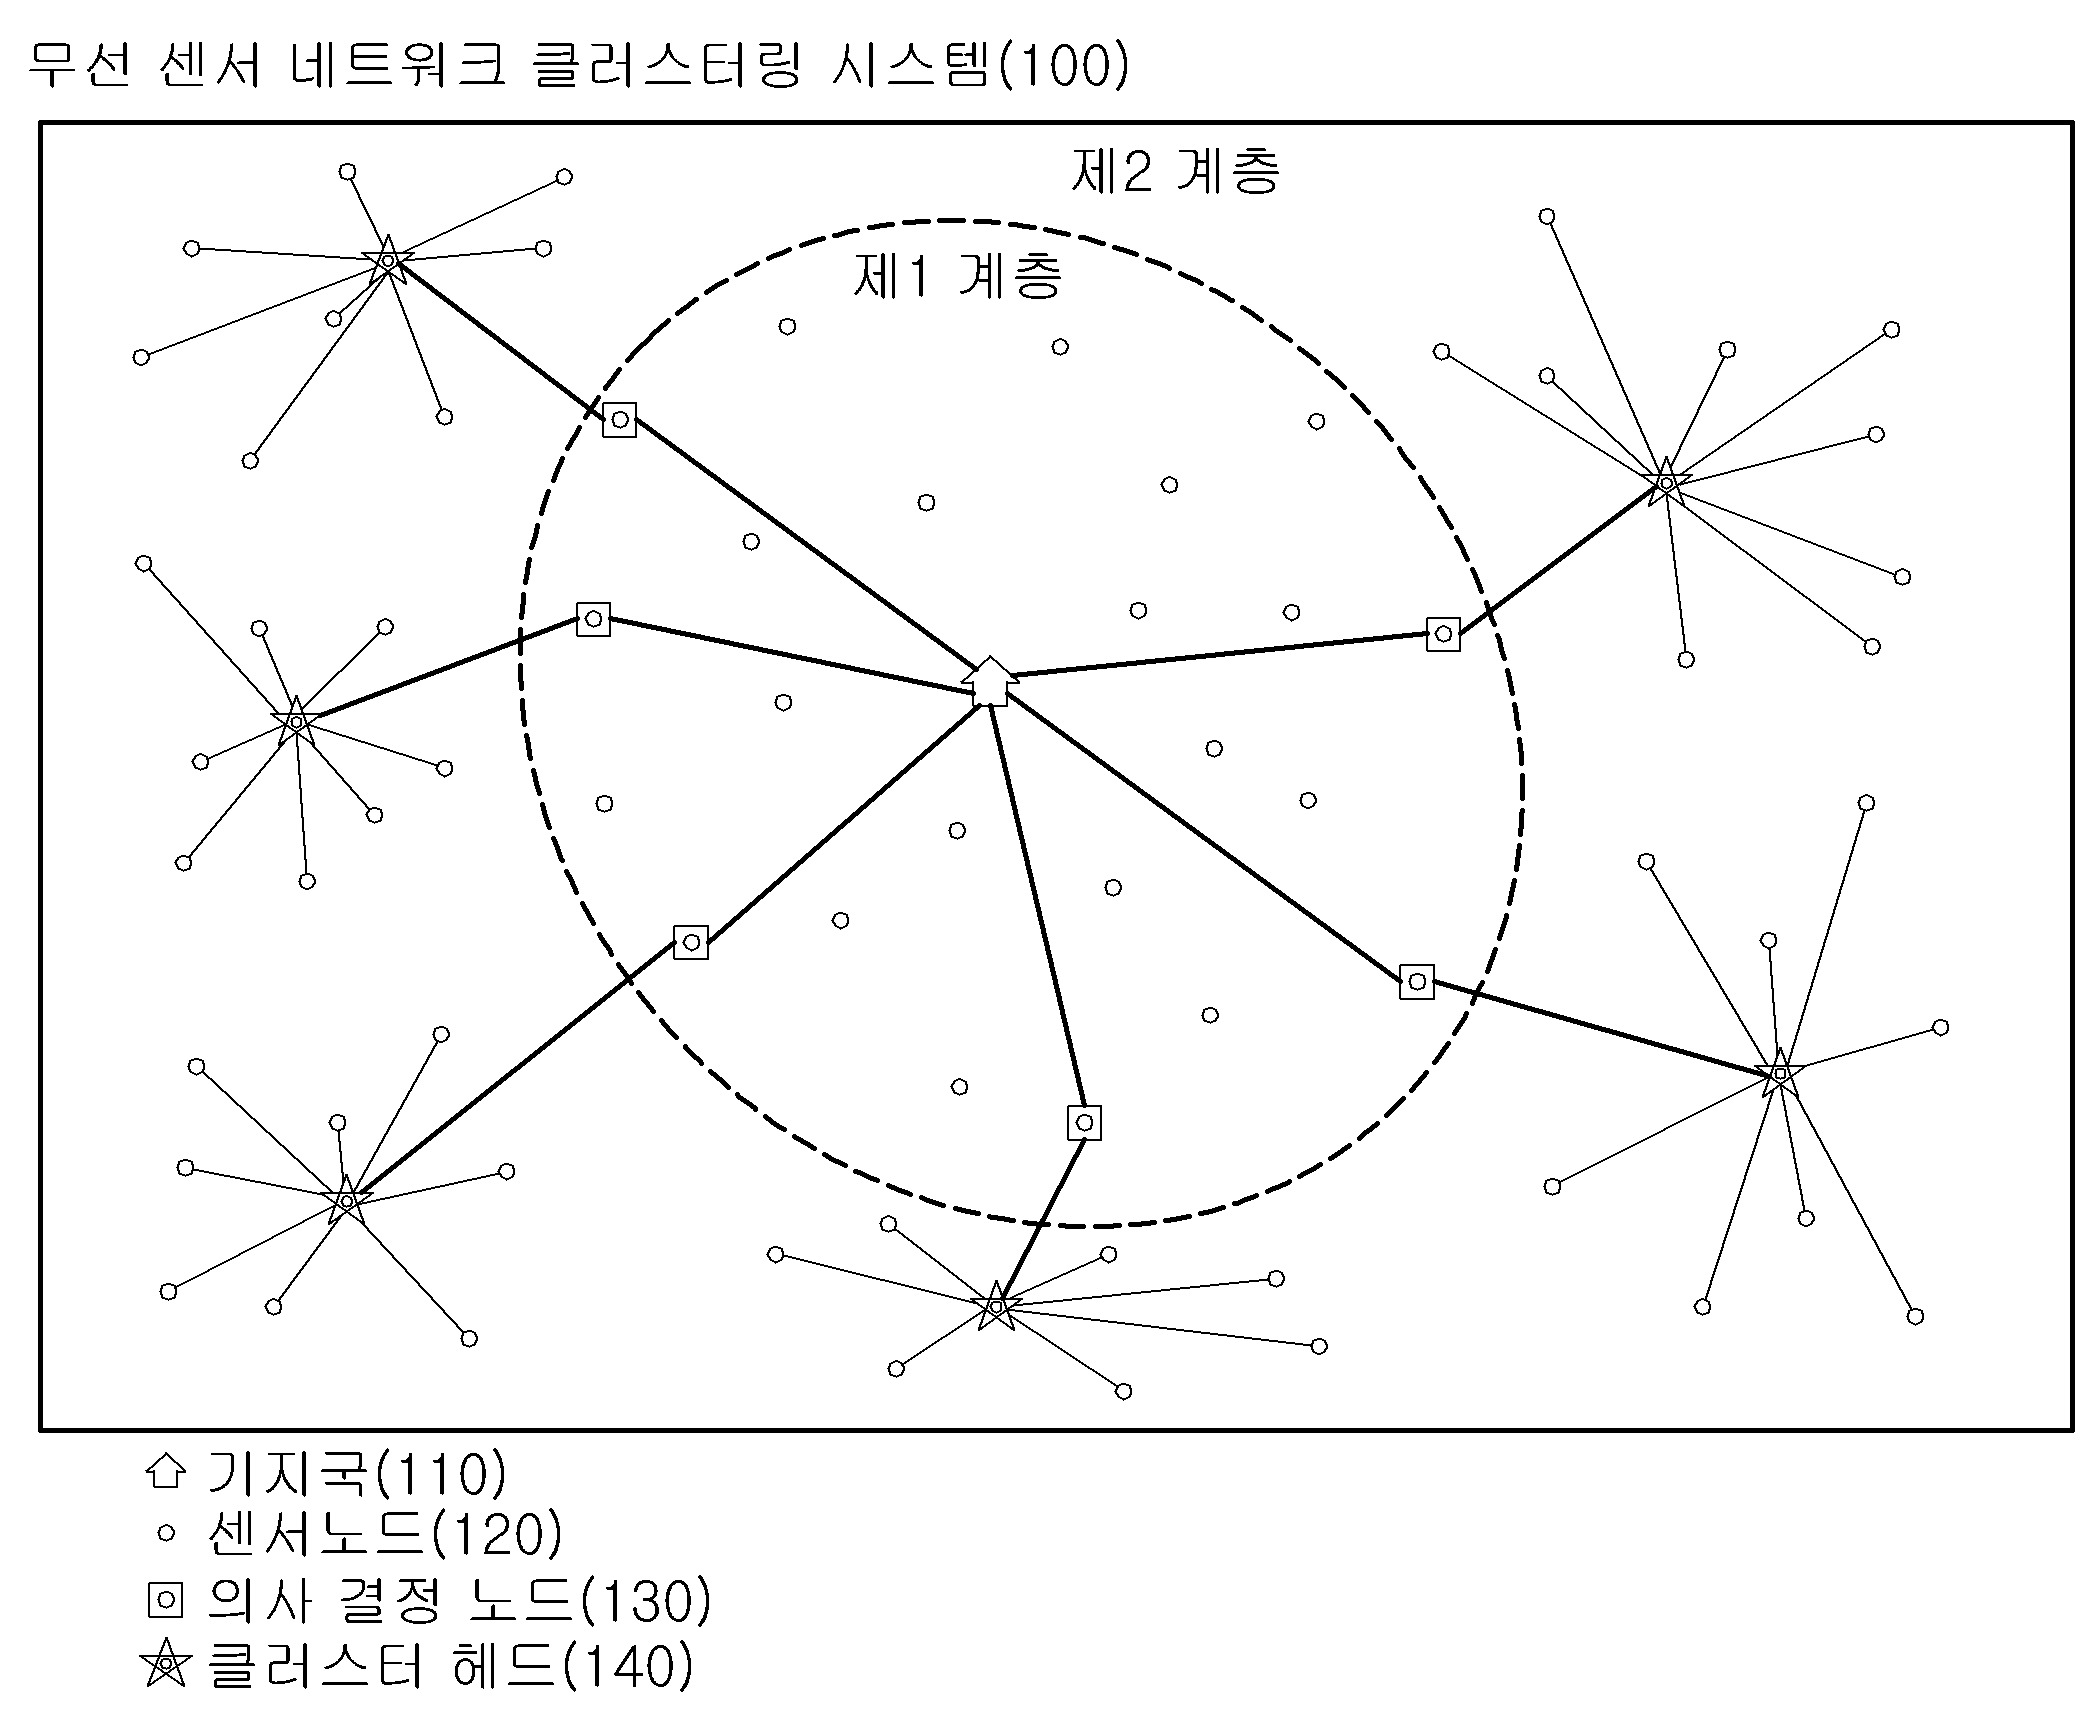 무선 센서 네트워크 클러스터링 시스템(100)
제2 계층
제1 계층
기지국(110)
센서노드(120)
의사 결정 노드(130)
클러스터 헤드(140)